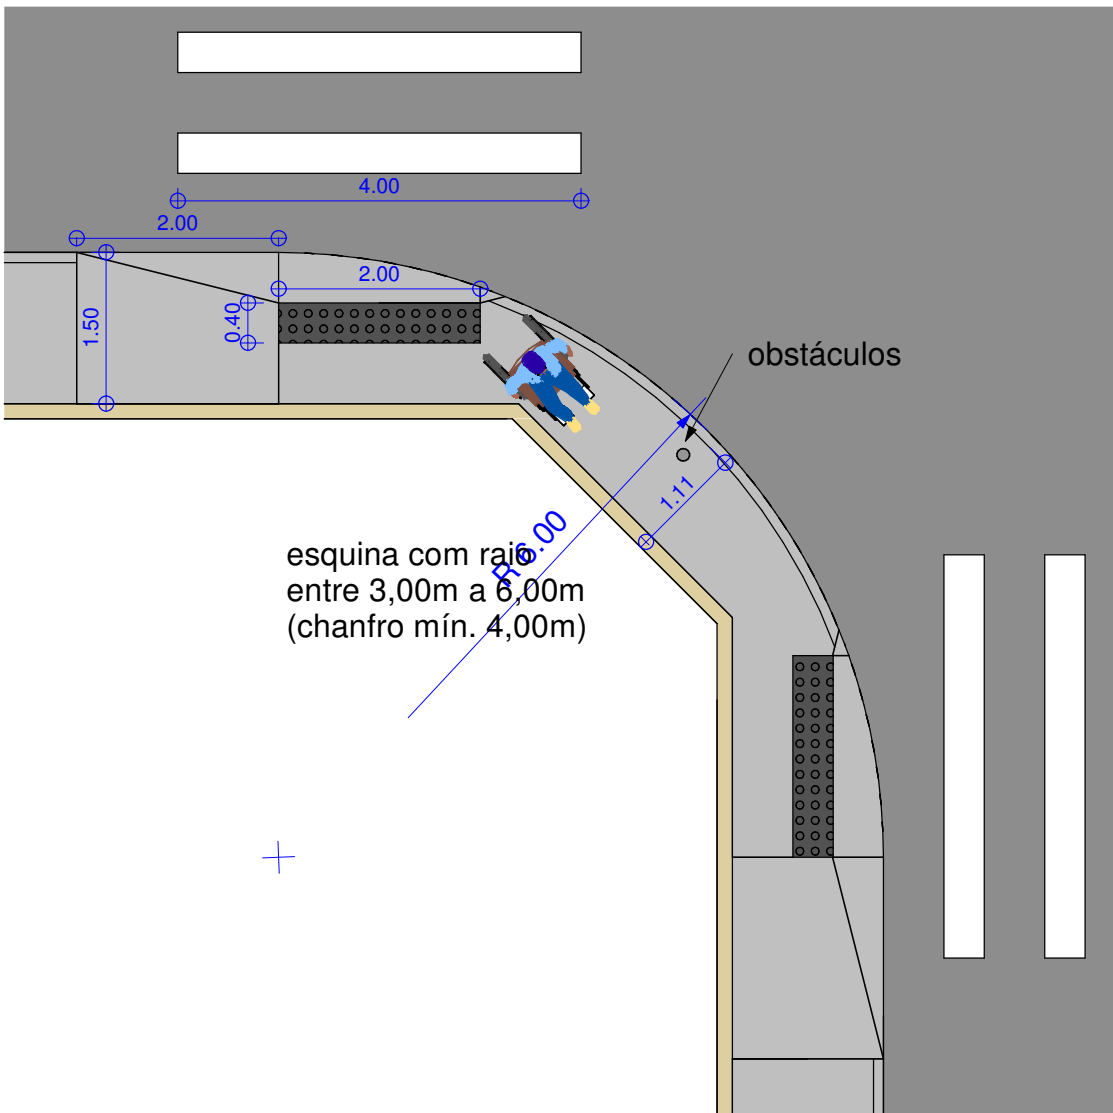 4.00
2.00
2.00
0.40
1.50
obstáculos
1.11
R 6.00
esquina com raio
entre 3,00m a 6,00m
(chanfro mín. 4,00m)